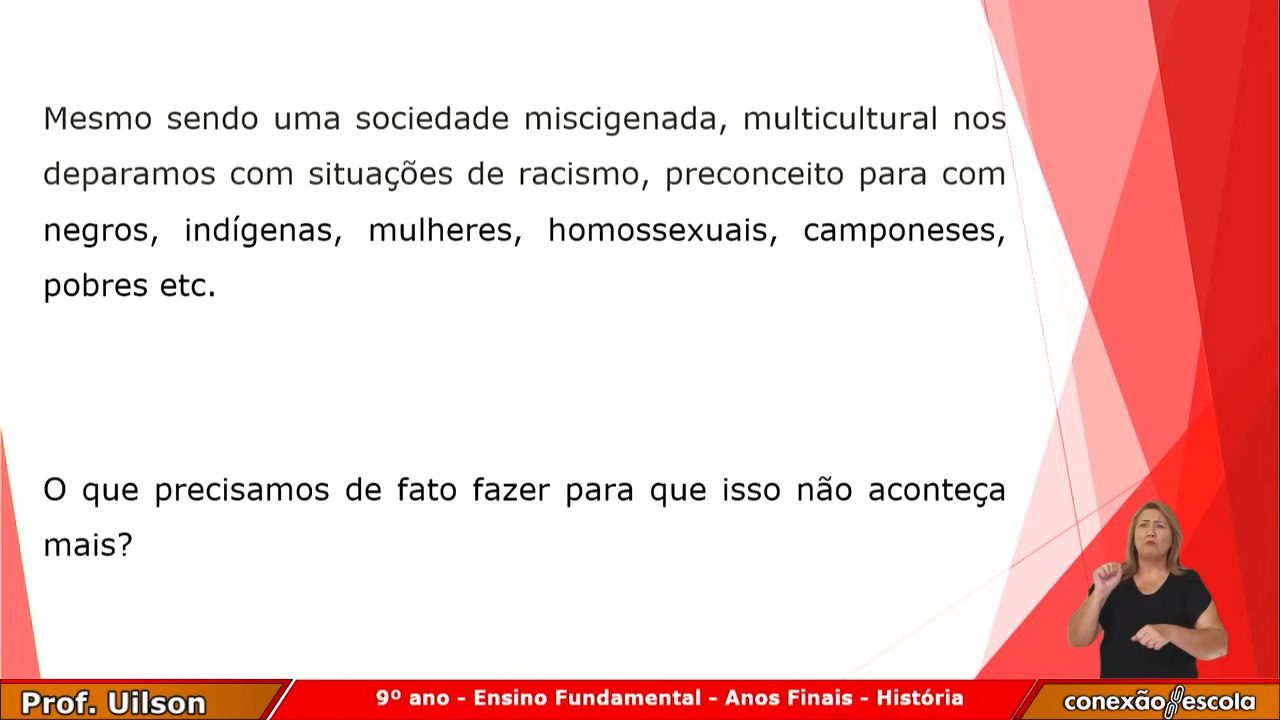 Mesmo sendo uma sociedade miscigenada, multicultural nos
deparamos com situações de racismo, preconceito para com
negros, indígenas, mulheres, homossexuais, camponeses,
pobres etc.
O que precisamos de fato fazer para que isso não aconteça
mais?
Prof. Uilson
9º ano - Ensino Fundamental - Anos Finais - História
conexão escola